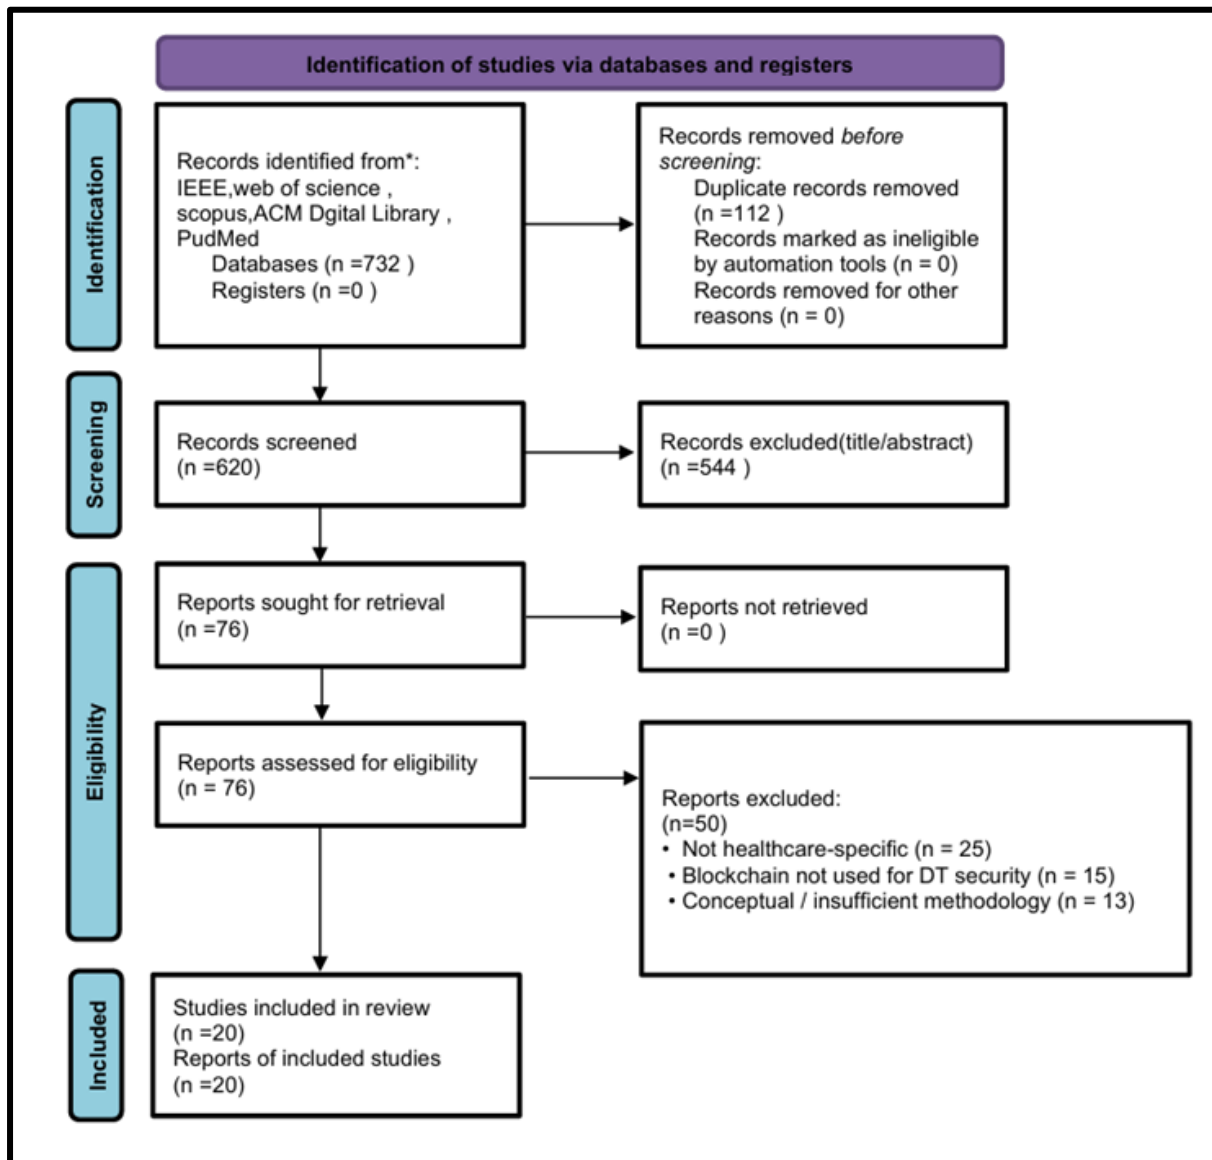 Identification of studies via databases and registers
Identification
Records identified from*:
IEEE,web of science ,
scopus,ACM Dgital Library ,
PudMed
Databases (n =732 )
Registers (n =0 )
Records removed before
screening:
Duplicate records removed
(n =112 )
Records marked as ineligible
by automation tools (n = 0)
Records removed for other
reasons (n = 0)
Screening
Records screened
(n =620)
Records excluded(title/abstract)
(n =544 )
Eligibility
Reports sought for retrieval
(n =76)
Reports not retrieved
(n =0 )
Reports assessed for eligibility
(n = 76)
Reports excluded:
(n=50)
• Not healthcare-specific (n = 25)
• Blockchain not used for DT security (n = 15)
• Conceptual / insufficient methodology (n = 13)
Included
Studies included in review
(n =20)
Reports of included studies
(n =20)